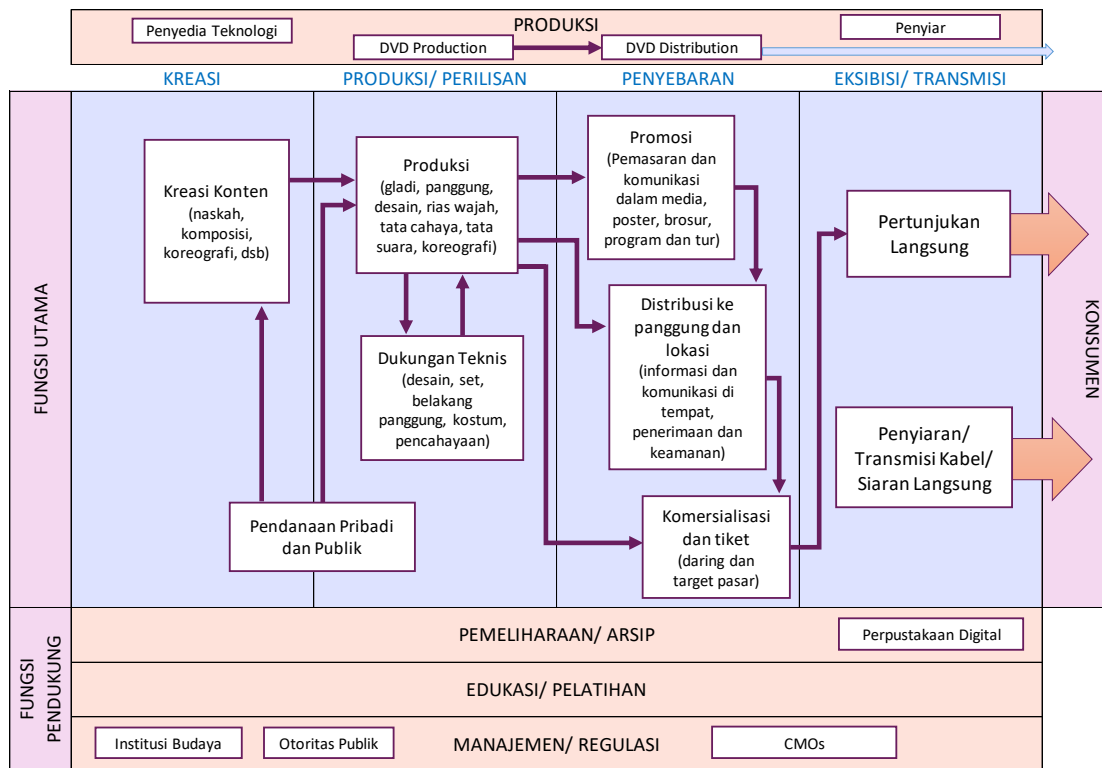 PRODUKSI
Penyedia Teknologi
DVD Production
DVD Distribution
Penyiar
KREASI
PRODUKSI/ PERILISAN
PENYEBARAN
EKSIBISI/ TRANSMISI
FUNGSI UTAMA
Kreasi Konten
(naskah,
komposisi,
koreografi, dsb)
Pendanaan Pribadi
dan Publik
Produksi
(gladi, panggung,
desain, rias wajah,
tata cahaya, tata
suara, koreografi)
Dukungan Teknis
(desain, set,
belakang
panggung, kostum,
pencahayaan)
Promosi
(Pemasaran dan
komunikasi
dalam media,
poster, brosur,
program dan tur)
Distribusi ke
panggung dan
lokasi
(informasi dan
komunikasi di
tempat,
penerimaan dan
keamanan)
Komersialisasi
dan tiket
(daring dan
target pasar)
Pertunjukan
Langsung
Penyiaran/
Transmisi Kabel/
Siaran Langsung
KONSUMEN
FUNGSI
PENDUKUNG
PEMELIHARAAN/ ARSIP
Perpustakaan Digital
EDUKASI/ PELATIHAN
Institusi Budaya
Otoritas Publik
MANAJEMEN/ REGULASI
CMOs